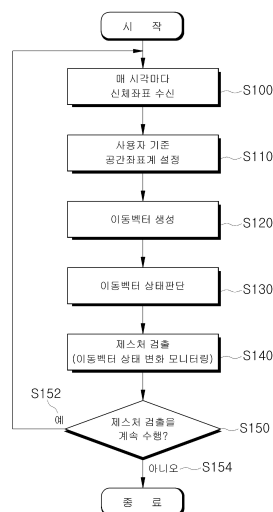 시 작
매 시각마다
신체좌표 수신
S100
사용자 기준
공간좌표계 설정
S110
이동벡터 생성
S120
이동벡터 상태판단
S130
제스처 검출
(이동벡터 상태 변화 모니터링)
S140
S152
예
제스처 검출을
계속 수행?
S150
아니오
S154
종 료